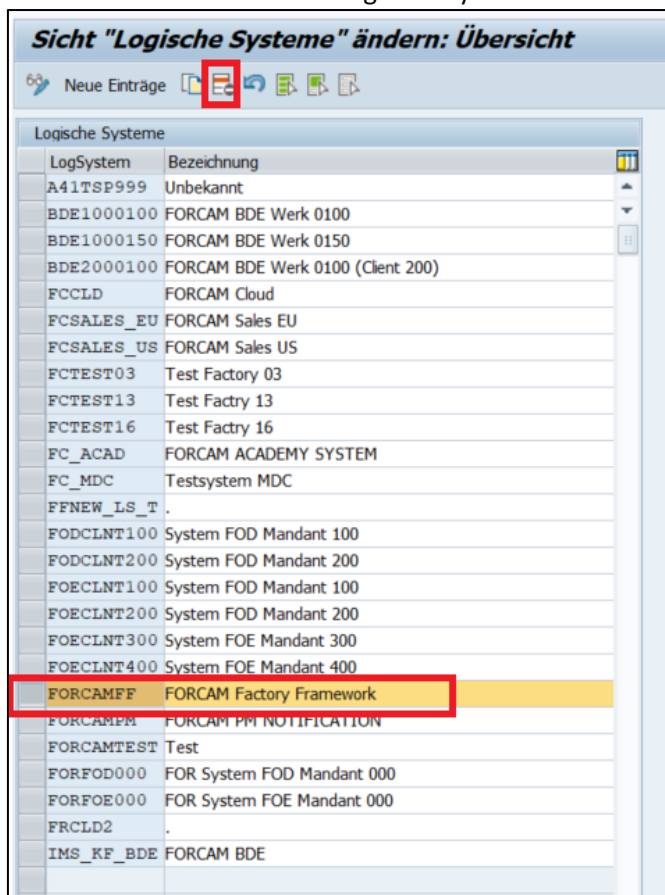 Sicht "Logische Systeme" ändern: Übersicht
Neue Einträge
Logische Systeme
LogSystem Bezeichnung
A41TSP999 Unbekannt
BDE1000100 FORCAM BDE Werk 0100
BDE1000150 FORCAM BDE Werk 0150
BDE2000100 FORCAM BDE Werk 0100 (Client 200)
FCCLD FORCAM Cloud
FCSALES_EU FORCAM Sales EU
FCSALES_US FORCAM Sales US
FCTEST03 Test Factory 03
FCTEST13 Test Factry 13
FCTEST16 Test Factry 16
FC_ACAD FORCAM ACADEMY SYSTEM
FC_MDC Testsystem MDC
FFNEW_LS_T .
FODCLNT100 System FOD Mandant 100
FODCLNT200 System FOD Mandant 200
FOECLNT100 System FOD Mandant 100
FOECLNT200 System FOD Mandant 200
FOECLNT300 System FOE Mandant 300
FOECLNT400 System FOE Mandant 400
FORCAMFF FORCAM Factory Framework
FORCAMPM FORCAM PM NOTIFICATION
FORCAMTEST Test
FORFOD000 FOR System FOD Mandant 000
FORFOE000 FOR System FOE Mandant 000
FRCLD2 .
IMS_KF_BDE FORCAM BDE